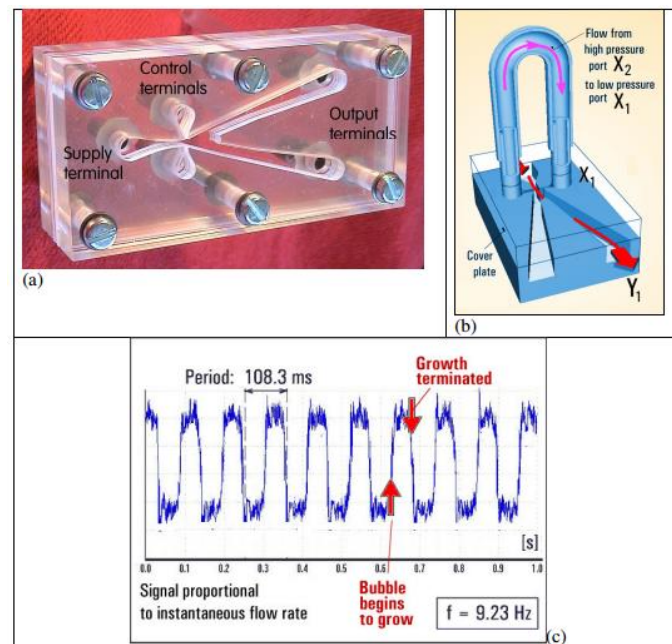 Control
terminals
Output
terminals
Supply
terminal
(a)
Flow from
high pressure
port X2
to low pressure
port X1
X1
Cover
plate
Y1
(b)
Period: 108.3 ms
Growth
terminated
[s]
0.0 0.1 0.2 0.3 0.4 0.5 0.6 0.7 0.8 0.9 1.0
Signal proportional
to instantaneous flow rate
Bubble
begins
to grow
f = 9.23 Hz
(c)